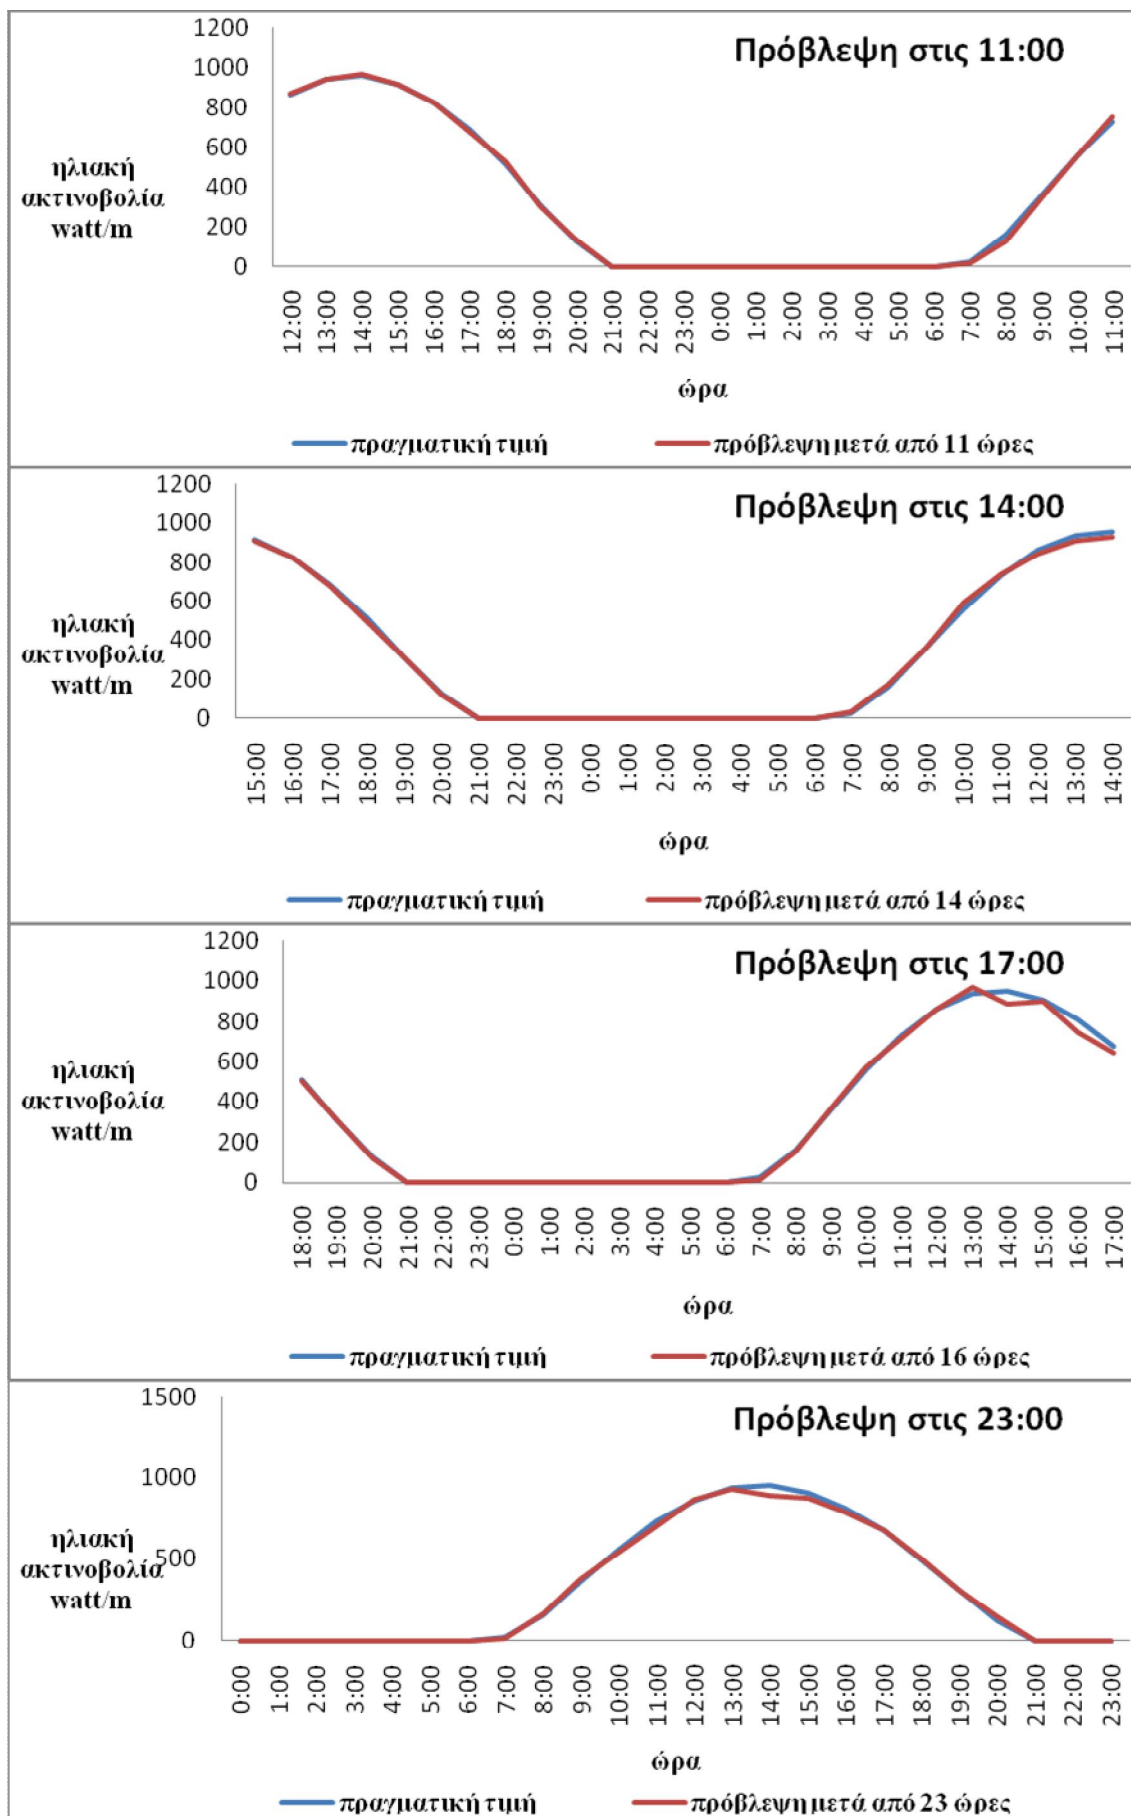 Πρόβλεψη στις 11:00
ηλιακή
ακτινοβολία
watt/m
1200
1000
800
600
400
200
0
12:00 13:00 14:00 15:00 16:00 17:00 18:00 19:00 20:00 21:00 22:00 23:00 0:00 1:00 2:00 3:00 4:00 5:00 6:00 7:00 8:00 9:00 10:00 11:00
ώρα
πραγματική τιμή πρόβλεψη μετά από 11 ώρες
Πρόβλεψη στις 14:00
ηλιακή
ακτινοβολία
watt/m
1200
1000
800
600
400
200
0
15:00 16:00 17:00 18:00 19:00 20:00 21:00 22:00 23:00 0:00 1:00 2:00 3:00 4:00 5:00 6:00 7:00 8:00 9:00 10:00 11:00 12:00 13:00 14:00
ώρα
πραγματική τιμή πρόβλεψη μετά από 14 ώρες
Πρόβλεψη στις 17:00
ηλιακή
ακτινοβολία
watt/m
1200
1000
800
600
400
200
0
18:00 19:00 20:00 21:00 22:00 23:00 0:00 1:00 2:00 3:00 4:00 5:00 6:00 7:00 8:00 9:00 10:00 11:00 12:00 13:00 14:00 15:00 16:00 17:00
ώρα
πραγματική τιμή πρόβλεψη μετά από 16 ώρες
Πρόβλεψη στις 23:00
ηλιακή
ακτινοβολία
watt/m
1500
1000
500
0
0:00 1:00 2:00 3:00 4:00 5:00 6:00 7:00 8:00 9:00 10:00 11:00 12:00 13:00 14:00 15:00 16:00 17:00 18:00 19:00 20:00 21:00 22:00 23:00
ώρα
πραγματική τιμή πρόβλεψη μετά από 23 ώρες